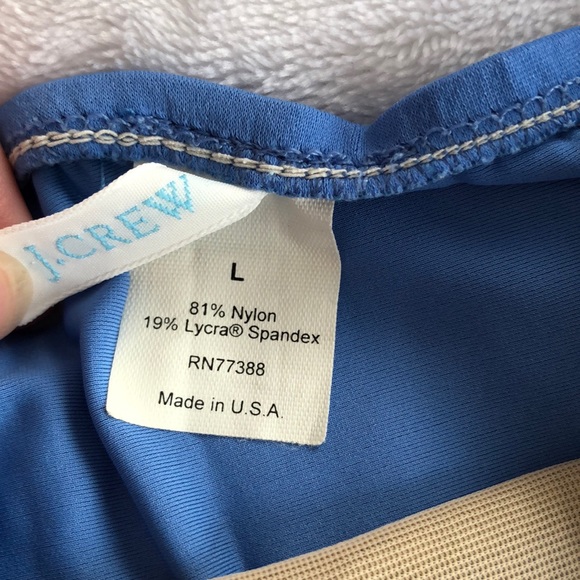 J.CREW
L
81% Nylon
19% Lycra® Spandex
RN77388
Made in U.S.A.